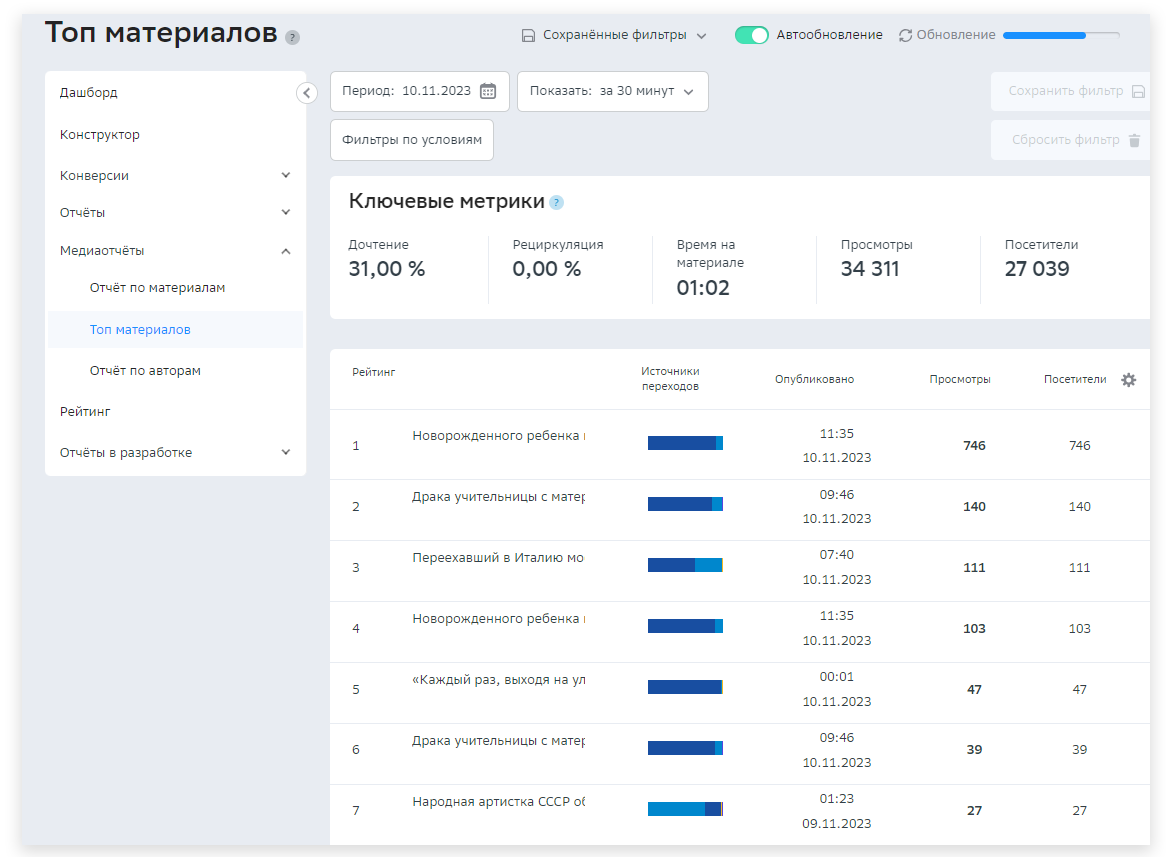 Топ материалов ?
Сохранённые фильтры
Автообновление
Обновление
Дашборд
Конструктор
Конверсии
Отчёты
Медиаотчёты
Отчёт по материалам
Топ материалов
Отчёт по авторам
Рейтинг
Отчёты в разработке
Период: 10.11.2023
Показать: за 30 минут
Сохранить фильтр
Фильтры по условиям
Сбросить фильтр
Ключевые метрики ?
Дочтение
31,00 %
Рециркуляция
0,00 %
Время на
материале
01:02
Просмотры
34 311
Посетители
27 039
Рейтинг
Источники
переходов
Опубликовано
Просмотры
Посетители
1 Новорожденного ребенка 11:35 746 746
10.11.2023
2 Драка учительницы с матер 09:46 140 140
10.11.2023
3 Переехавший в Италию мо 07:40 111 111
10.11.2023
4 Новорожденного ребенка 11:35 103 103
10.11.2023
5 «Каждый раз, выходя на ул 00:01 47 47
10.11.2023
6 Драка учительницы с матер 09:46 39 39
10.11.2023
7 Народная артистка СССР об 01:23 27 27
09.11.2023